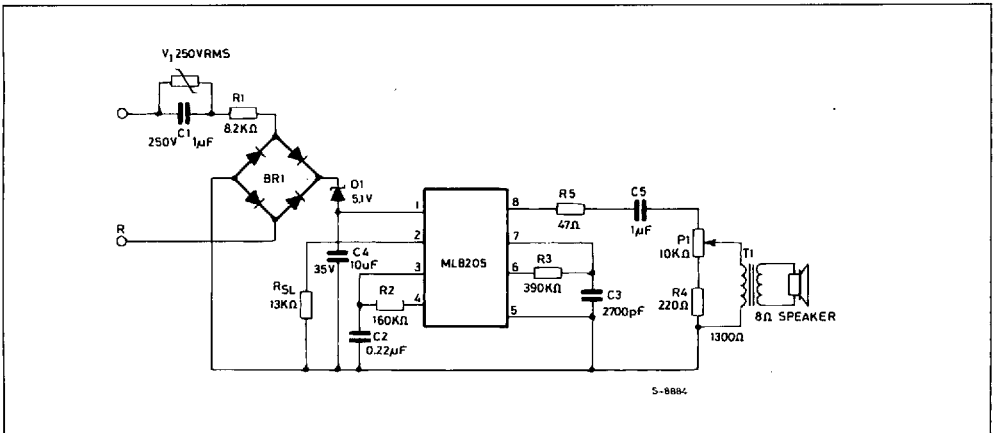 V1 250VRMS
R1
8.2KΩ
C1
250V 1µF
BR1
R
D1
5,1V
1
2
3
4
ML8205
8
7
6
5
C4
10uF
35V
RSL
13KΩ
R2
160KΩ
C2
0.22µF
R5
47Ω
C5
1µF
R3
390KΩ
C3
2700pF
P1
10KΩ
R4
220Ω
T1
1300Ω
8Ω SPEAKER
S-8884